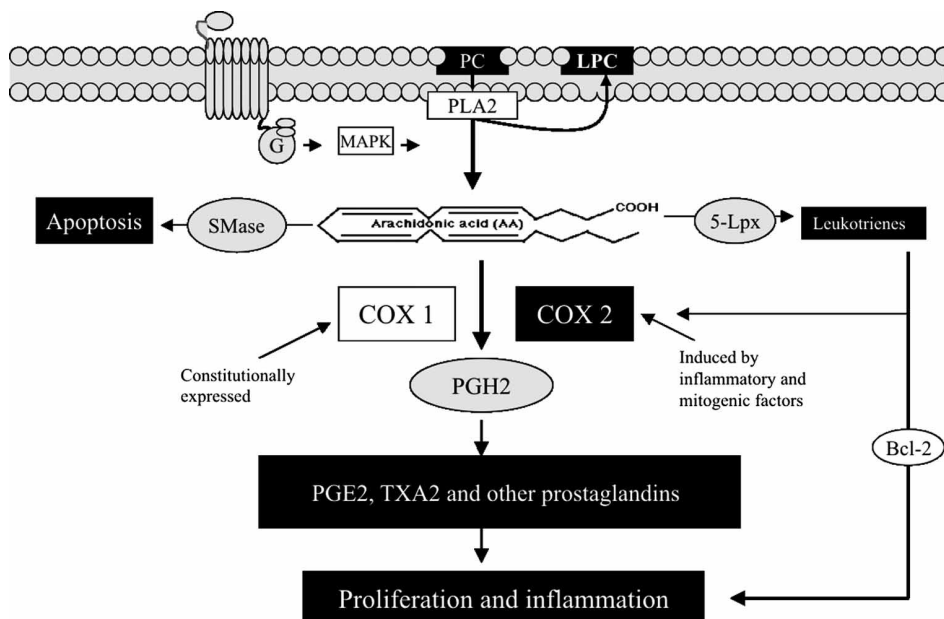 PC
LPC
PLA2
G
MAPK
Apoptosis
SMase
Arachidonic acid (AA)
COOH
5-Lpx
Leukotrienes
COX 1
COX 2
Constitutionally
expressed
PGH2
Induced by
inflammatory and
mitogenic factors
Bcl-2
PGE2, TXA2 and other prostaglandins
Proliferation and inflammation